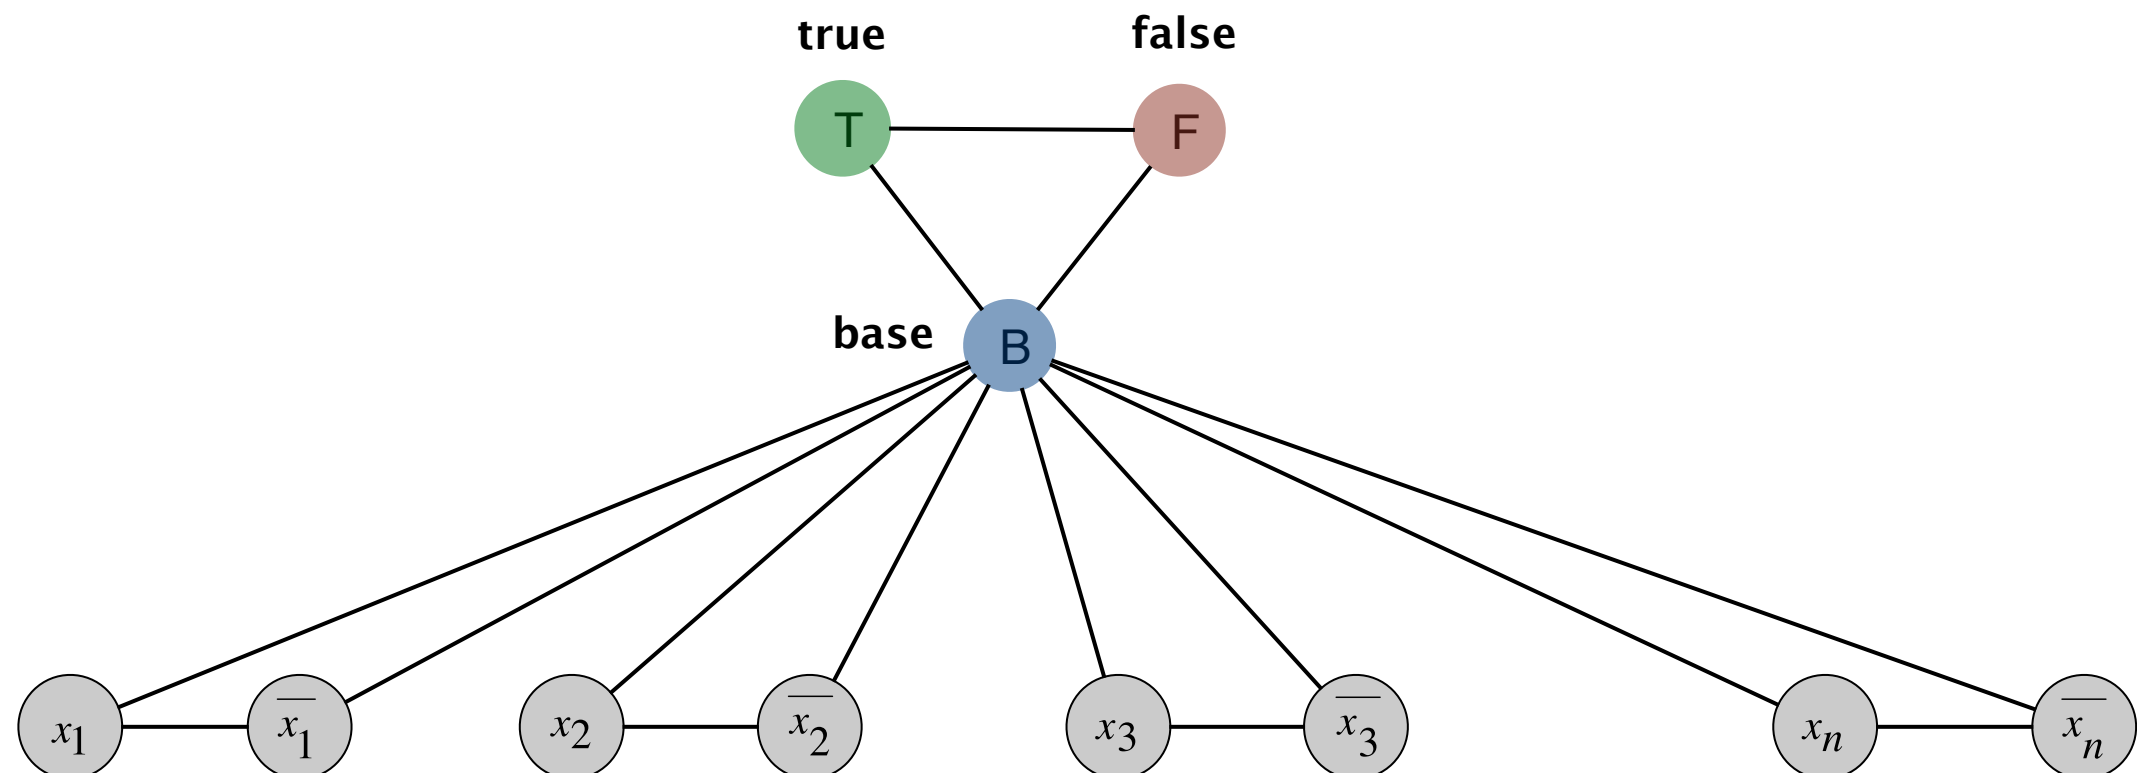 true false
T F
base B
x₁ x̅₁ x₂ x̅₂ x₃ x̅₃ xₙ x̅ₙ